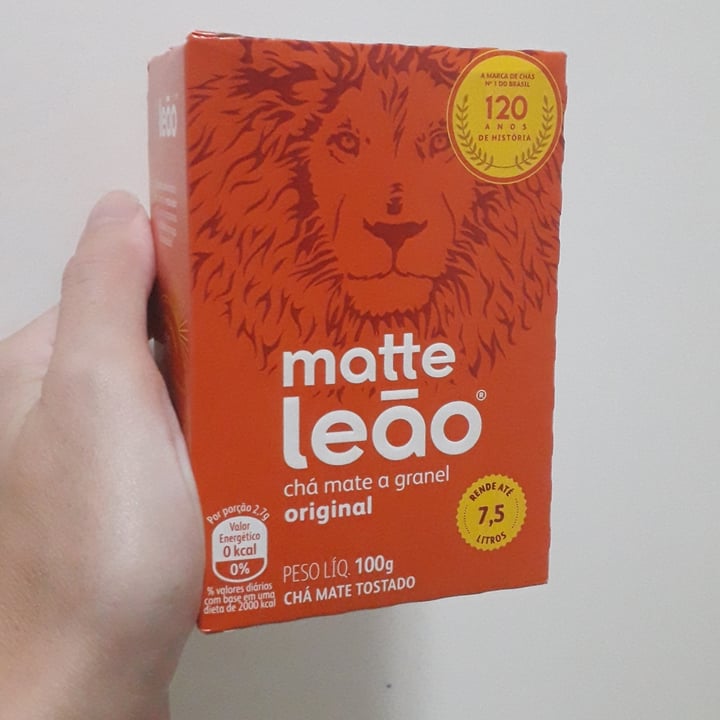 A MARCA DE CHÁS
Nº 1 DO BRASIL
120
ANOS
DE HISTÓRIA
leão
matte
leão®
chá mate a granel
original
RENDE ATÉ
7,5
LITROS
Por porção 2,7g
Valor
Energético
0 kcal
0%
% valores diários
com base em uma
dieta de 2000 kcal
PESO LÍQ. 100g
CHÁ MATE TOSTADO